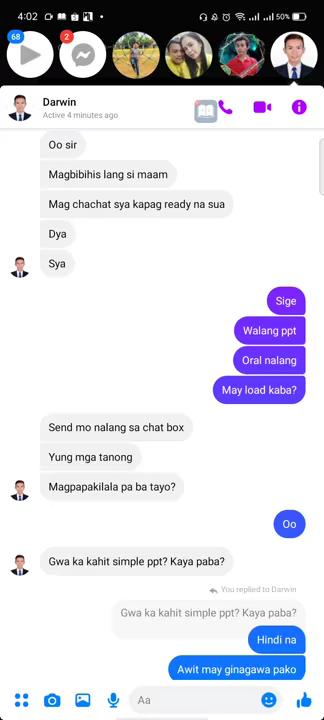 4:02
50%
68
2
Darwin
Active 4 minutes ago
Oo sir
Magbibihis lang si maam
Mag chachat sya kapag ready na sua
Dya
Sya
Sige
Walang ppt
Oral nalang
May load kaba?
Send mo nalang sa chat box
Yung mga tanong
Magpapakilala pa ba tayo?
Oo
Gwa ka kahit simple ppt? Kaya paba?
You replied to Darwin
Gwa ka kahit simple ppt? Kaya paba?
Hindi na
Awit may ginagawa pako
Aa